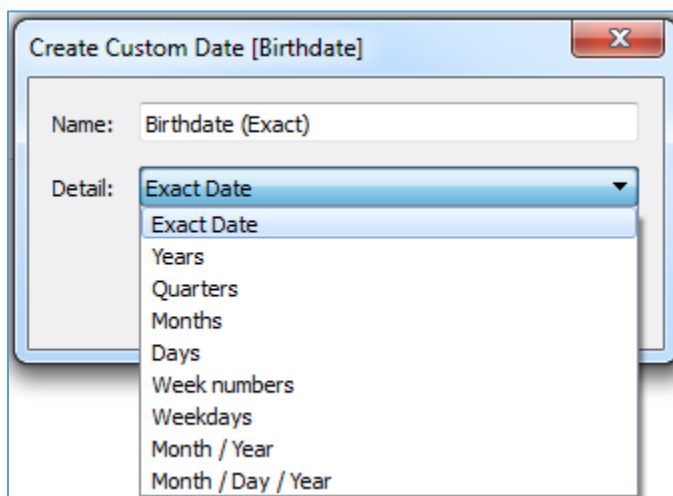 Create Custom Date [Birthdate]
Name: Birthdate (Exact)
Detail: Exact Date
Exact Date
Years
Quarters
Months
Days
Week numbers
Weekdays
Month / Year
Month / Day / Year